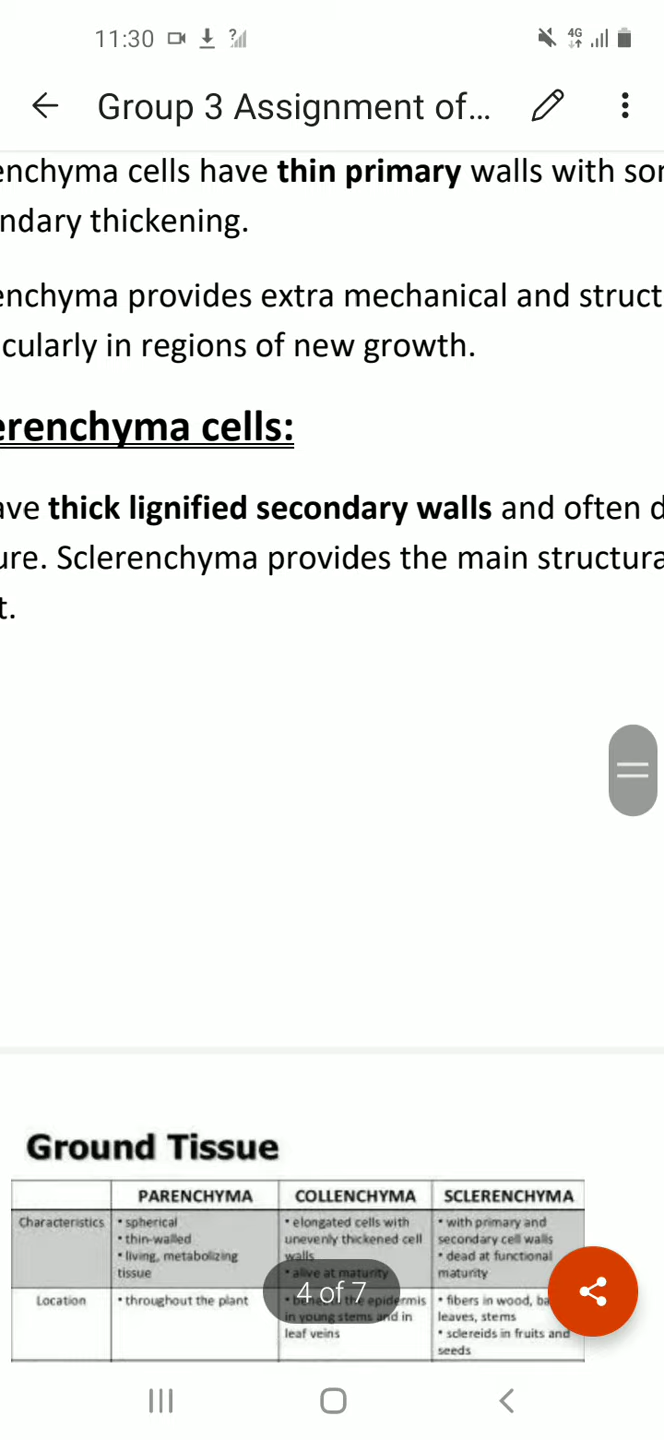 11:30
4G
Group 3 Assignment of...
enchyma cells have thin primary walls with sor
ndary thickening.
enchyma provides extra mechanical and struct
cularly in regions of new growth.
erenchyma cells:
ave thick lignified secondary walls and often d
ure. Sclerenchyma provides the main structura
t.
Ground Tissue
PARENCHYMA COLLENCHYMA SCLERENCHYMA
Characteristics
• spherical
• thin-walled
• living, metabolizing
tissue
• elongated cells with
unevenly thickened cell
walls
• alive at maturity
• with primary and
secondary cell walls
• dead at functional
maturity
4 of 7
Location
• throughout the plant
• beneath the epidermis
in young stems and in
leaf veins
• fibers in wood, ba
leaves, stems
• sclereids in fruits and
seeds